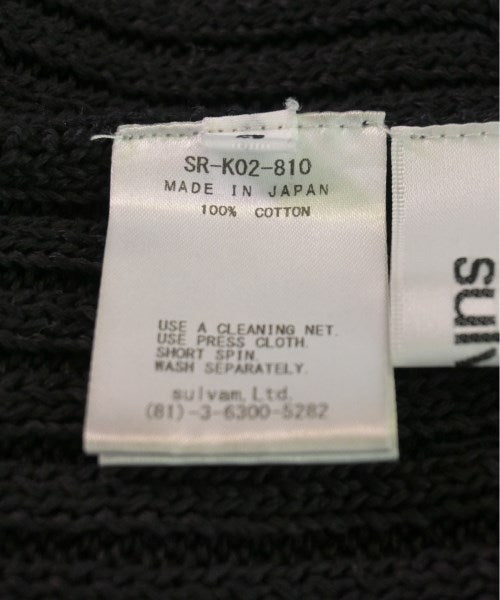 SR-K02-810
MADE IN JAPAN
100% COTTON
USE A CLEANING NET.
USE PRESS CLOTH.
SHORT SPIN.
WASH SEPARATELY.
sulvam.Ltd.
(81)-3-6300-5282